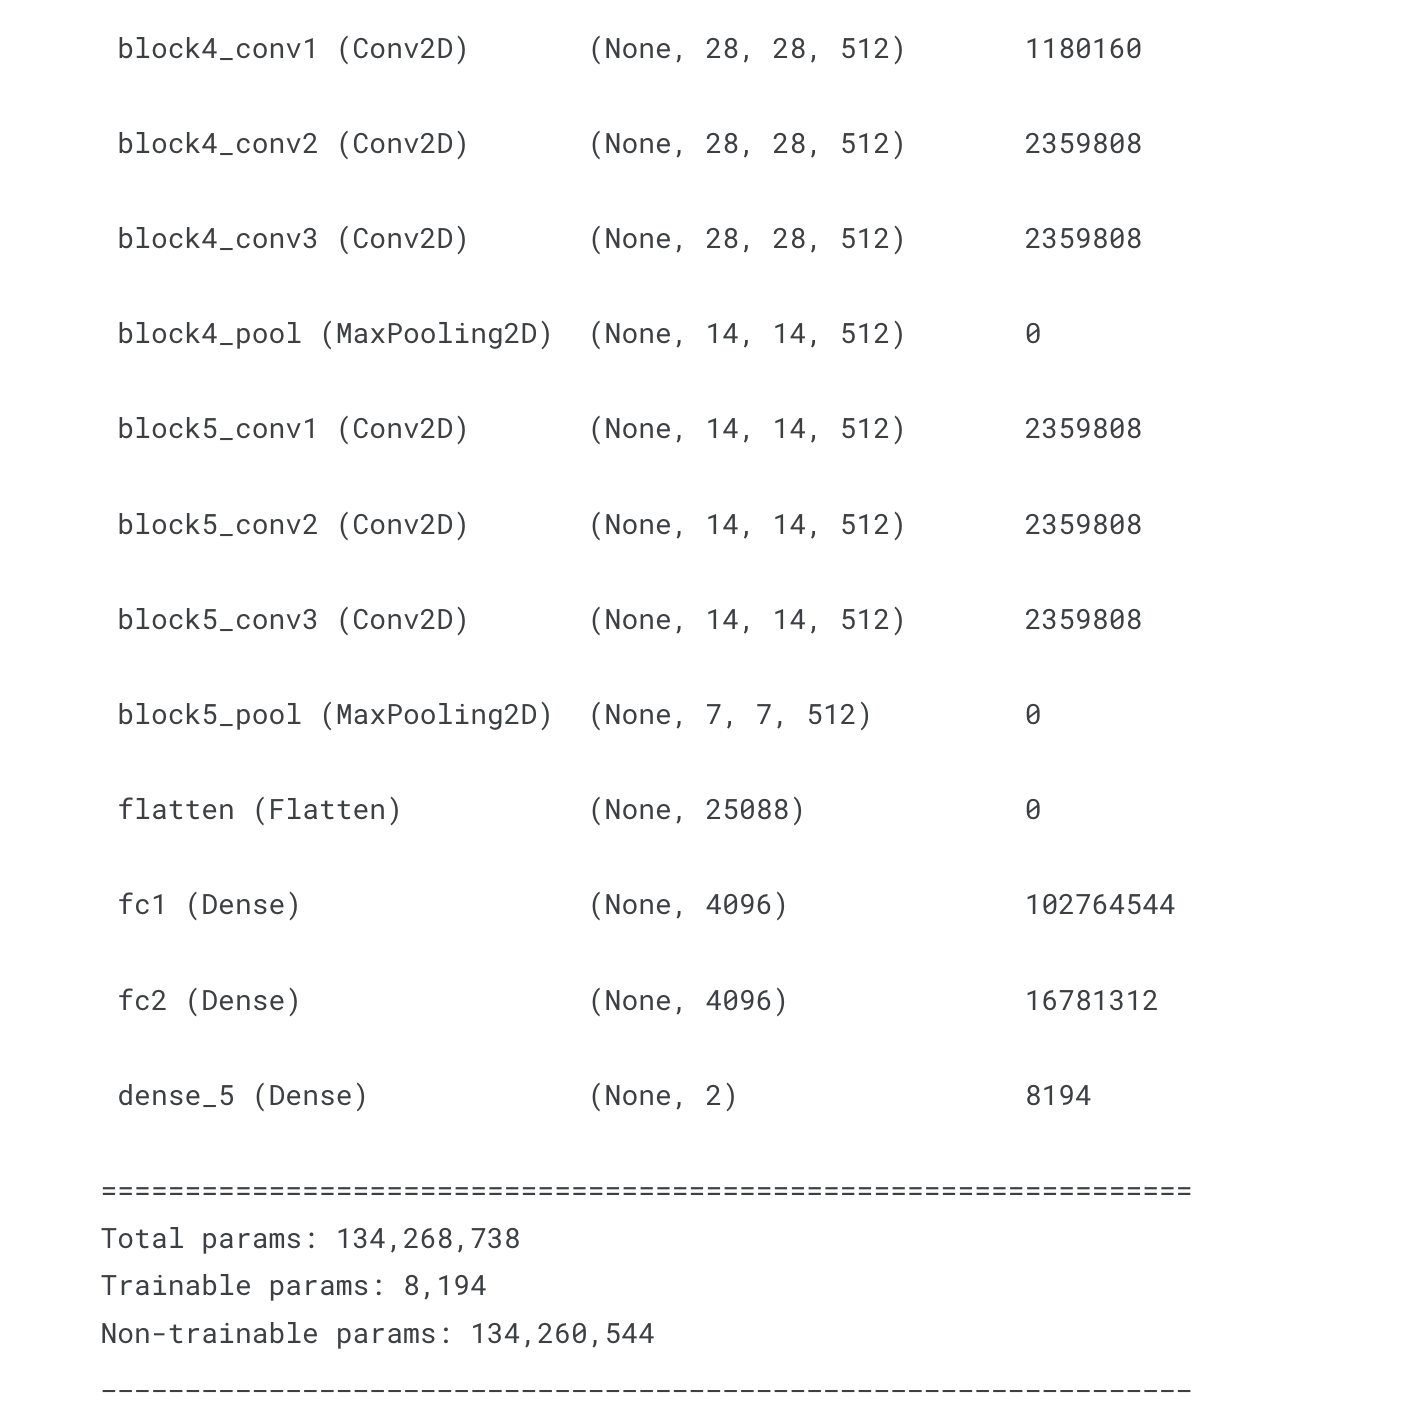 block4_conv1 (Conv2D) (None, 28, 28, 512) 1180160
block4_conv2 (Conv2D) (None, 28, 28, 512) 2359808
block4_conv3 (Conv2D) (None, 28, 28, 512) 2359808
block4_pool (MaxPooling2D) (None, 14, 14, 512) 0
block5_conv1 (Conv2D) (None, 14, 14, 512) 2359808
block5_conv2 (Conv2D) (None, 14, 14, 512) 2359808
block5_conv3 (Conv2D) (None, 14, 14, 512) 2359808
block5_pool (MaxPooling2D) (None, 7, 7, 512) 0
flatten (Flatten) (None, 25088) 0
fc1 (Dense) (None, 4096) 102764544
fc2 (Dense) (None, 4096) 16781312
dense_5 (Dense) (None, 2) 8194
=================================================================
Total params: 134,268,738
Trainable params: 8,194
Non-trainable params: 134,260,544
_________________________________________________________________